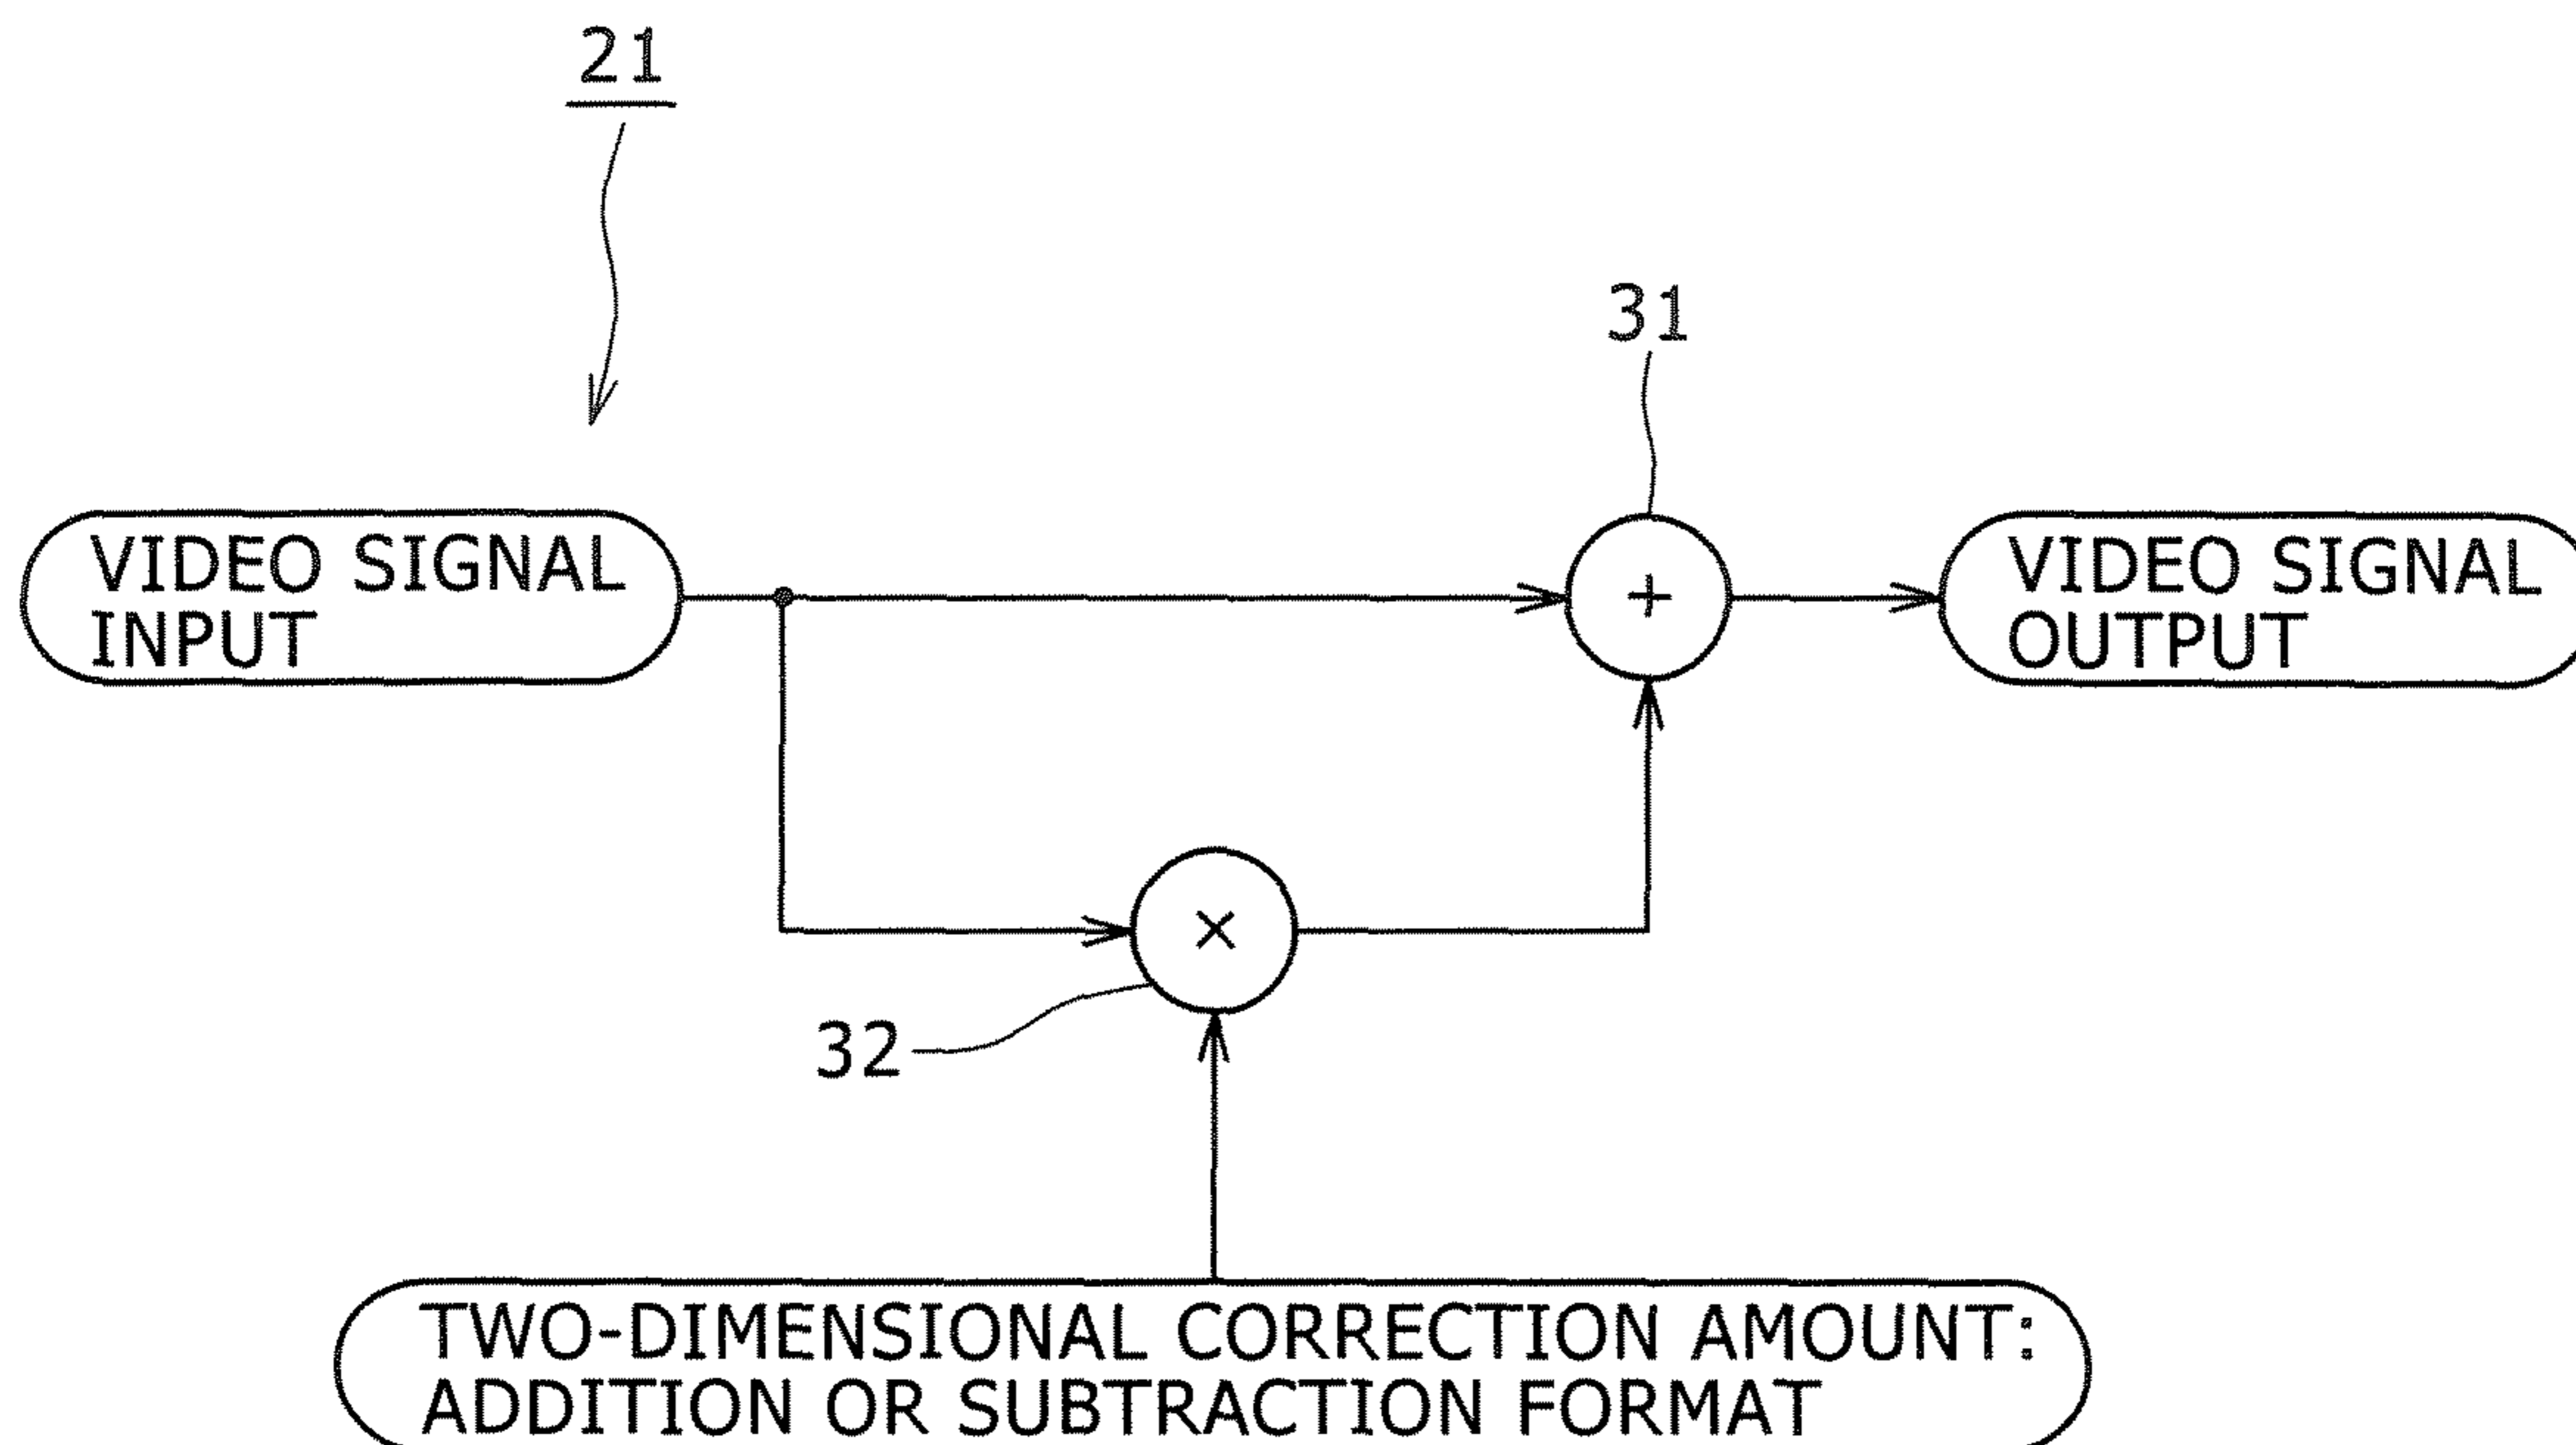 21
31
VIDEO SIGNAL
INPUT
+
VIDEO SIGNAL
OUTPUT
×
32
TWO-DIMENSIONAL CORRECTION AMOUNT:
ADDITION OR SUBTRACTION FORMAT